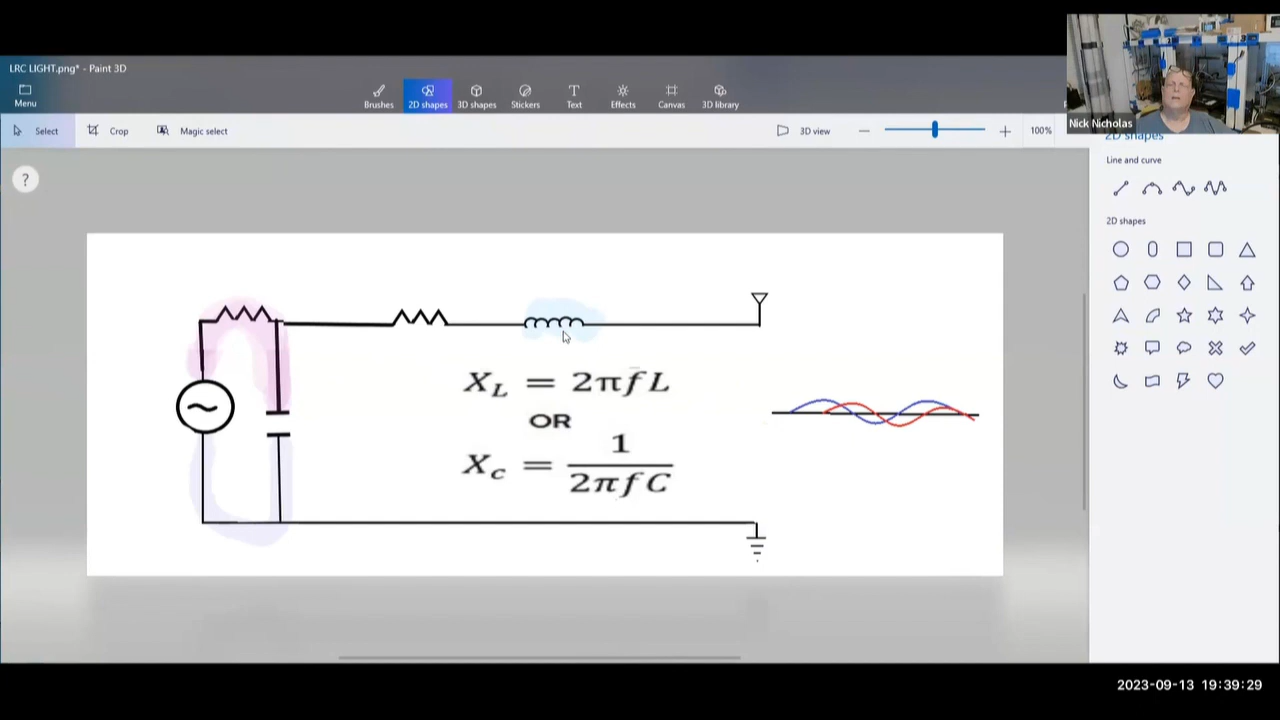 LRC LIGHT.png* - Paint 3D
Menu
Brushes
2D shapes
3D shapes
Stickers
Text
Effects
Canvas
3D library
Select
Crop
Magic select
3D view
100%
Nick Nicholas
2D shapes
Line and curve
2D shapes
?
X_L = 2πfL
OR
X_c = 1/2πfC
2023-09-13 19:39:29